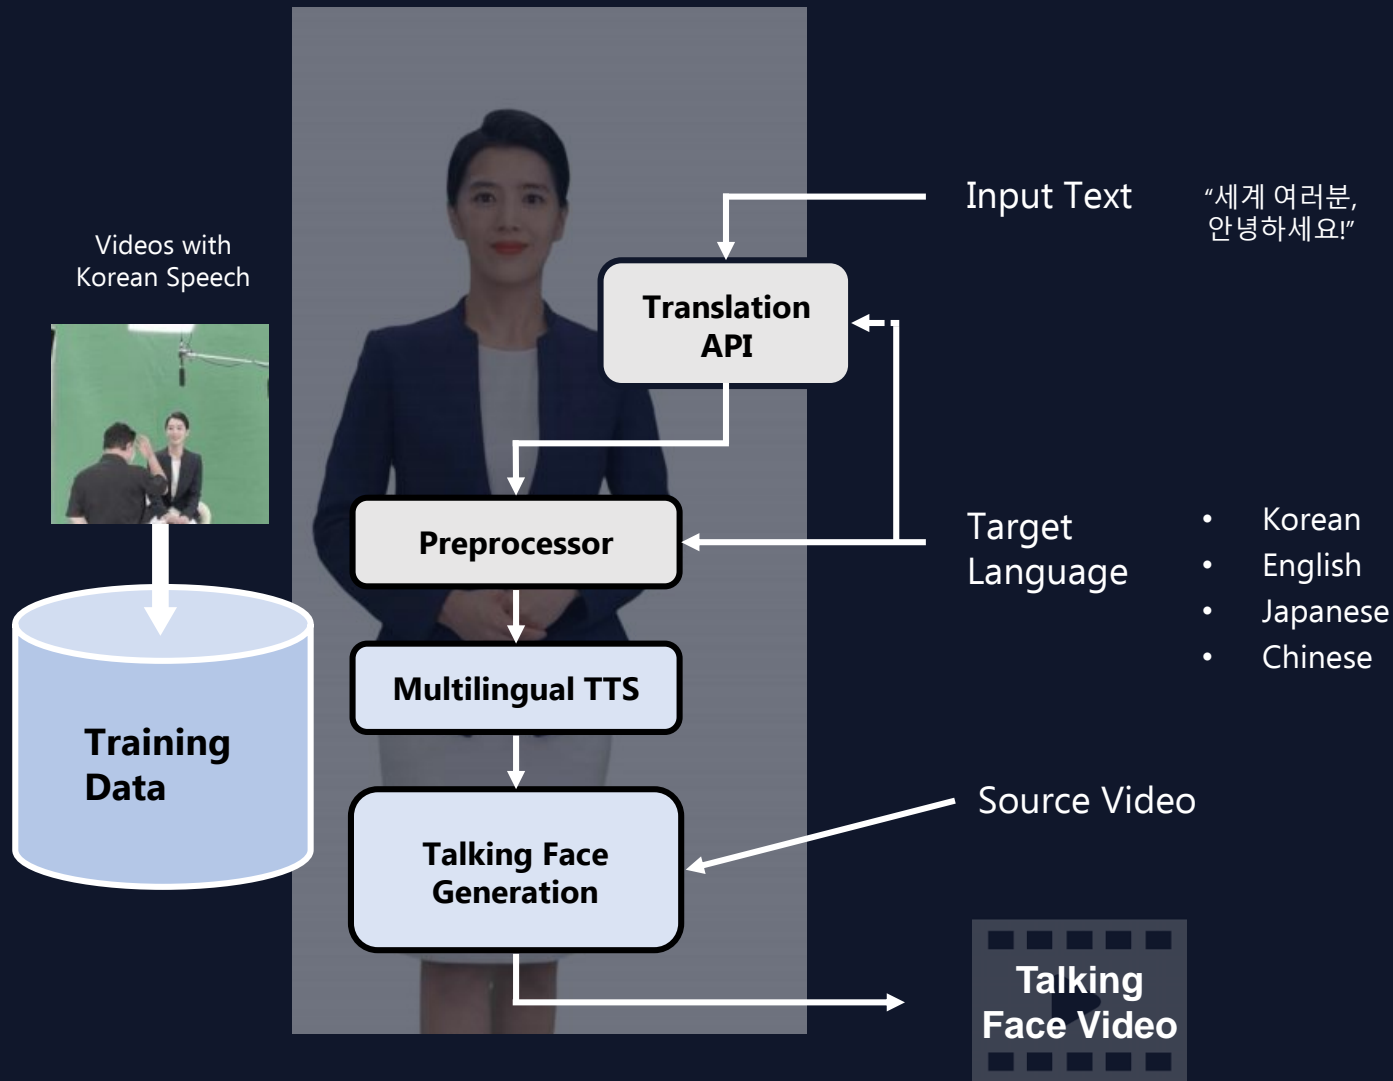 Videos with
Korean Speech
Training
Data
Input Text
“세계 여러분,
안녕하세요!”
Translation
API
Preprocessor
Target
Language
• Korean
• English
• Japanese
• Chinese
Multilingual TTS
Talking Face
Generation
Source Video
Talking
Face Video